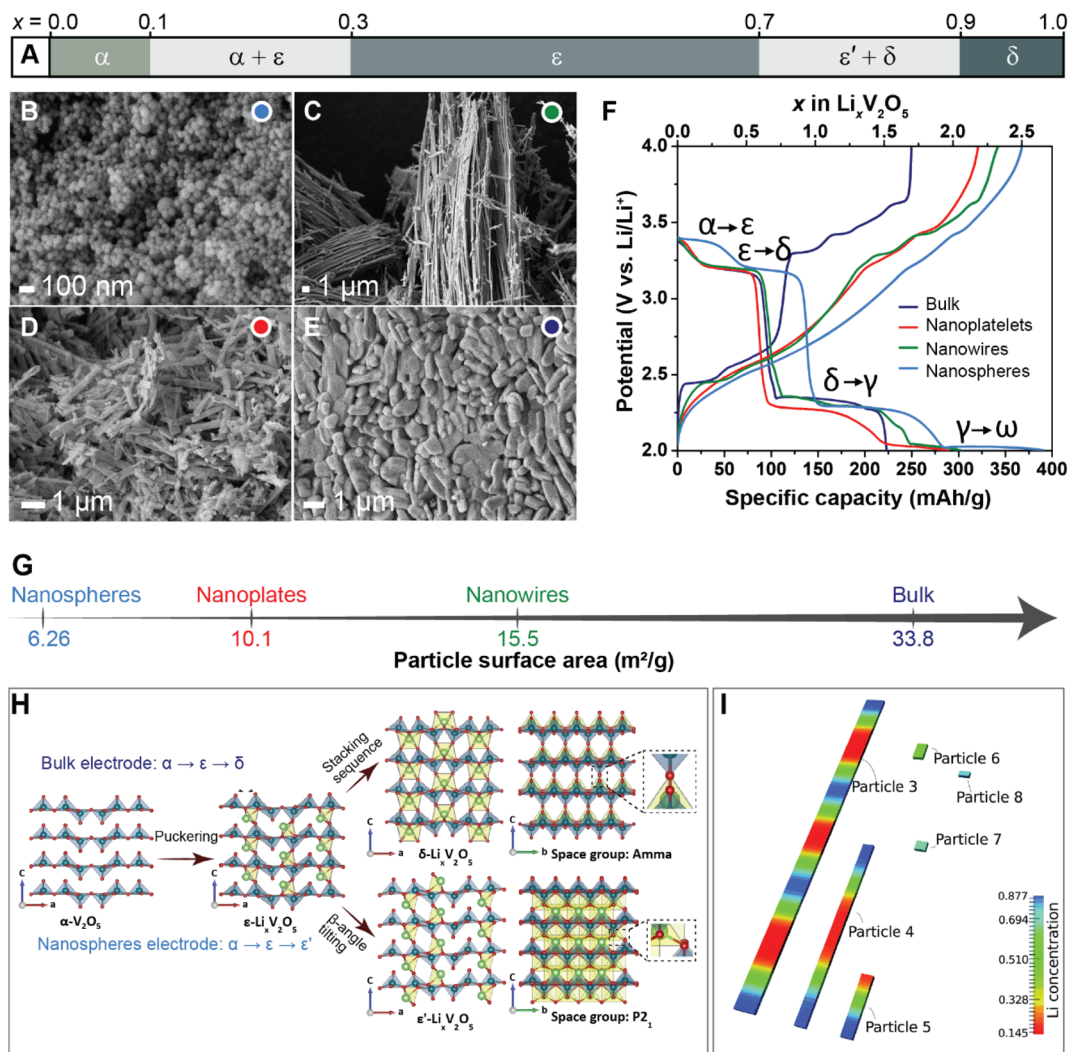 x = 0.0 0.1 0.3 0.7 0.9 1.0
A α α + ε ε ε′ + δ δ
B
100 nm
C
1 μm
D
1 μm
E
1 μm
F
x in LixV2O5
0.0 0.5 1.0 1.5 2.0 2.5
4.0
3.5
3.0
2.5
2.0
Potential (V vs. Li/Li⁺)
α→ε
ε→δ
δ→γ
γ→ω
Bulk
Nanoplatelets
Nanowires
Nanospheres
0 50 100 150 200 250 300 350 400
Specific capacity (mAh/g)
G
Nanospheres Nanoplates Nanowires Bulk
6.26 10.1 15.5 33.8
Particle surface area (m²/g)
H
Bulk electrode: α → ε → δ
Puckering
c
a
α-V2O5
c
a
ε-LixV2O5
Nanospheres electrode: α → ε → ε'
Stacking
sequence
c
a
δ-LixV2O5
c
b
Space group: Amma
β-angle
tilting
c
a
ε'-LixV2O5
c
b
Space group: P21
I
Particle 6
Particle 3
Particle 8
Particle 7
Particle 4
Particle 5
0.877
0.694
0.510
0.328
0.145
Li concentration